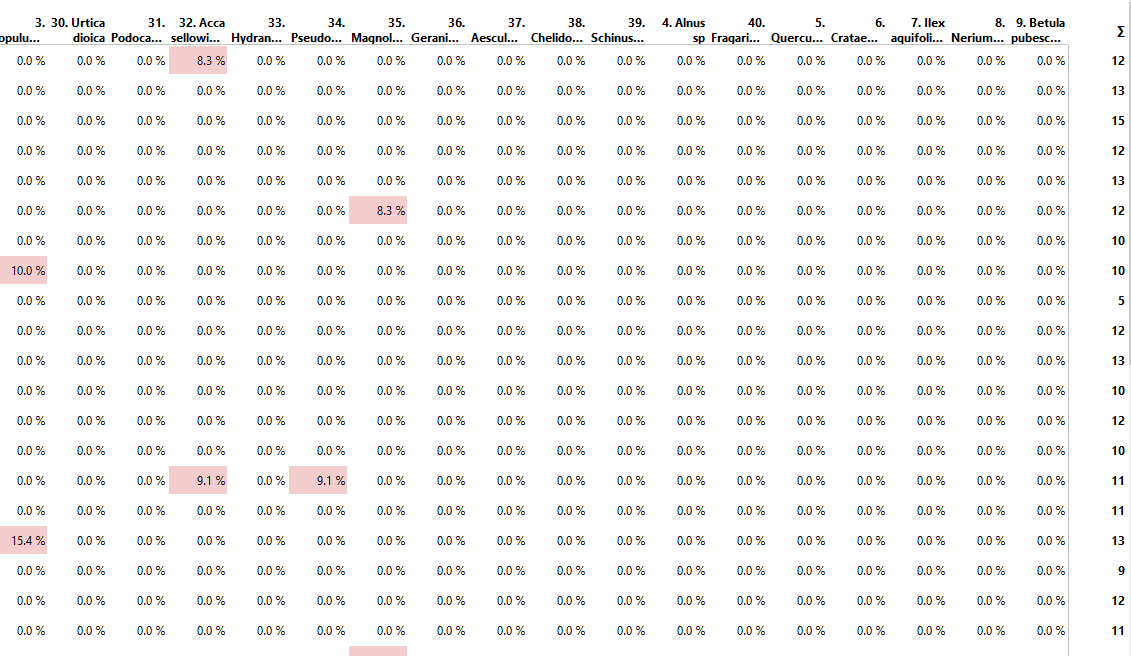 3. 30. Urtica 31. 32. Acca 33. 34. 35. 36. 37. 38. 39. 4. Alnus 40. 5. 6. 7. Ilex 8. 9. Betula Σ
opulu... dioica Podoca... sellowi... Hydran... Pseudo... Magnol... Gerani... Aescul... Chelido... Schinus... sp Fragari... Quercu... Cratae... aquifoli... Nerium... pubesc...
0.0 % 0.0 % 0.0 % 8.3 % 0.0 % 0.0 % 0.0 % 0.0 % 0.0 % 0.0 % 0.0 % 0.0 % 0.0 % 0.0 % 0.0 % 0.0 % 0.0 % 0.0 % 12
0.0 % 0.0 % 0.0 % 0.0 % 0.0 % 0.0 % 0.0 % 0.0 % 0.0 % 0.0 % 0.0 % 0.0 % 0.0 % 0.0 % 0.0 % 0.0 % 0.0 % 0.0 % 13
0.0 % 0.0 % 0.0 % 0.0 % 0.0 % 0.0 % 0.0 % 0.0 % 0.0 % 0.0 % 0.0 % 0.0 % 0.0 % 0.0 % 0.0 % 0.0 % 0.0 % 0.0 % 15
0.0 % 0.0 % 0.0 % 0.0 % 0.0 % 0.0 % 0.0 % 0.0 % 0.0 % 0.0 % 0.0 % 0.0 % 0.0 % 0.0 % 0.0 % 0.0 % 0.0 % 0.0 % 12
0.0 % 0.0 % 0.0 % 0.0 % 0.0 % 0.0 % 0.0 % 0.0 % 0.0 % 0.0 % 0.0 % 0.0 % 0.0 % 0.0 % 0.0 % 0.0 % 0.0 % 0.0 % 13
0.0 % 0.0 % 0.0 % 0.0 % 0.0 % 0.0 % 8.3 % 0.0 % 0.0 % 0.0 % 0.0 % 0.0 % 0.0 % 0.0 % 0.0 % 0.0 % 0.0 % 0.0 % 12
0.0 % 0.0 % 0.0 % 0.0 % 0.0 % 0.0 % 0.0 % 0.0 % 0.0 % 0.0 % 0.0 % 0.0 % 0.0 % 0.0 % 0.0 % 0.0 % 0.0 % 0.0 % 10
10.0 % 0.0 % 0.0 % 0.0 % 0.0 % 0.0 % 0.0 % 0.0 % 0.0 % 0.0 % 0.0 % 0.0 % 0.0 % 0.0 % 0.0 % 0.0 % 0.0 % 0.0 % 10
0.0 % 0.0 % 0.0 % 0.0 % 0.0 % 0.0 % 0.0 % 0.0 % 0.0 % 0.0 % 0.0 % 0.0 % 0.0 % 0.0 % 0.0 % 0.0 % 0.0 % 0.0 % 5
0.0 % 0.0 % 0.0 % 0.0 % 0.0 % 0.0 % 0.0 % 0.0 % 0.0 % 0.0 % 0.0 % 0.0 % 0.0 % 0.0 % 0.0 % 0.0 % 0.0 % 0.0 % 12
0.0 % 0.0 % 0.0 % 0.0 % 0.0 % 0.0 % 0.0 % 0.0 % 0.0 % 0.0 % 0.0 % 0.0 % 0.0 % 0.0 % 0.0 % 0.0 % 0.0 % 0.0 % 13
0.0 % 0.0 % 0.0 % 0.0 % 0.0 % 0.0 % 0.0 % 0.0 % 0.0 % 0.0 % 0.0 % 0.0 % 0.0 % 0.0 % 0.0 % 0.0 % 0.0 % 0.0 % 10
0.0 % 0.0 % 0.0 % 0.0 % 0.0 % 0.0 % 0.0 % 0.0 % 0.0 % 0.0 % 0.0 % 0.0 % 0.0 % 0.0 % 0.0 % 0.0 % 0.0 % 0.0 % 12
0.0 % 0.0 % 0.0 % 0.0 % 0.0 % 0.0 % 0.0 % 0.0 % 0.0 % 0.0 % 0.0 % 0.0 % 0.0 % 0.0 % 0.0 % 0.0 % 0.0 % 0.0 % 10
0.0 % 0.0 % 0.0 % 9.1 % 0.0 % 9.1 % 0.0 % 0.0 % 0.0 % 0.0 % 0.0 % 0.0 % 0.0 % 0.0 % 0.0 % 0.0 % 0.0 % 0.0 % 11
0.0 % 0.0 % 0.0 % 0.0 % 0.0 % 0.0 % 0.0 % 0.0 % 0.0 % 0.0 % 0.0 % 0.0 % 0.0 % 0.0 % 0.0 % 0.0 % 0.0 % 0.0 % 11
15.4 % 0.0 % 0.0 % 0.0 % 0.0 % 0.0 % 0.0 % 0.0 % 0.0 % 0.0 % 0.0 % 0.0 % 0.0 % 0.0 % 0.0 % 0.0 % 0.0 % 0.0 % 13
0.0 % 0.0 % 0.0 % 0.0 % 0.0 % 0.0 % 0.0 % 0.0 % 0.0 % 0.0 % 0.0 % 0.0 % 0.0 % 0.0 % 0.0 % 0.0 % 0.0 % 0.0 % 9
0.0 % 0.0 % 0.0 % 0.0 % 0.0 % 0.0 % 0.0 % 0.0 % 0.0 % 0.0 % 0.0 % 0.0 % 0.0 % 0.0 % 0.0 % 0.0 % 0.0 % 0.0 % 12
0.0 % 0.0 % 0.0 % 0.0 % 0.0 % 0.0 % 0.0 % 0.0 % 0.0 % 0.0 % 0.0 % 0.0 % 0.0 % 0.0 % 0.0 % 0.0 % 0.0 % 0.0 % 11